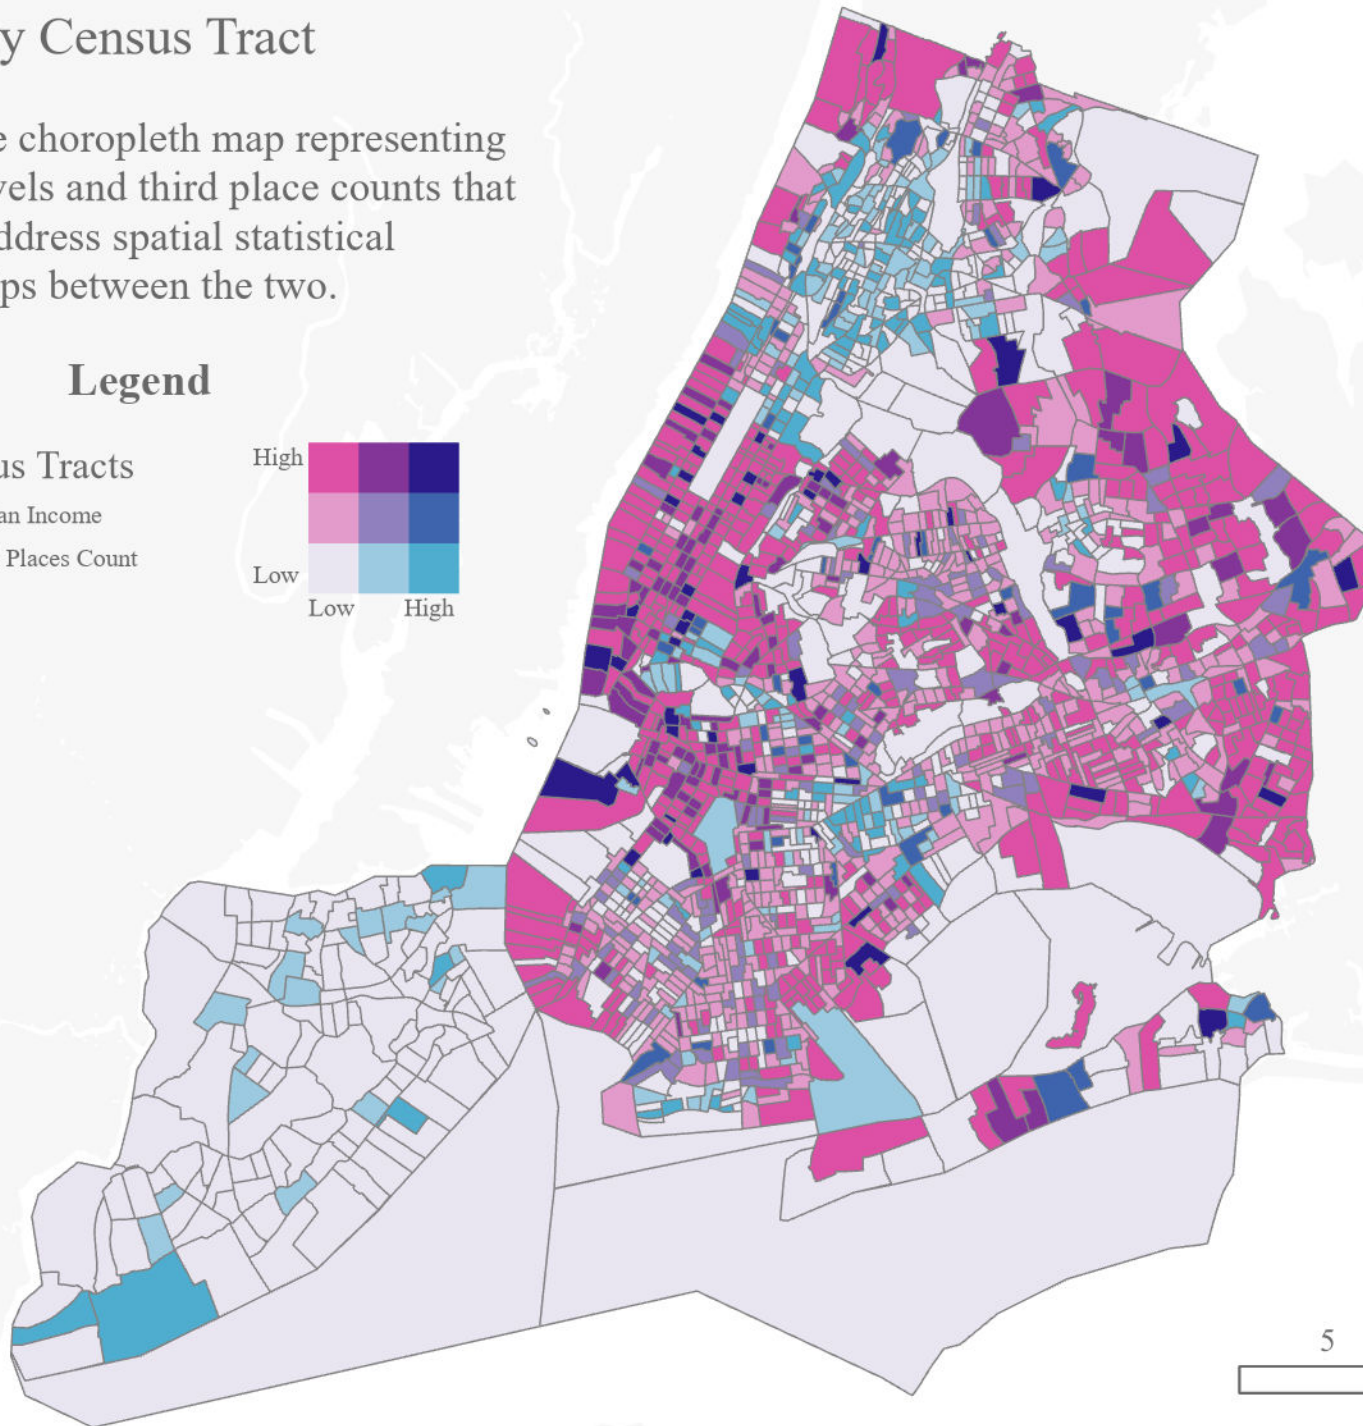 y Census Tract
e choropleth map representing
vels and third place counts that
ddress spatial statistical
ps between the two.
Legend
us Tracts
an Income
Places Count
High
Low
Low
High
5